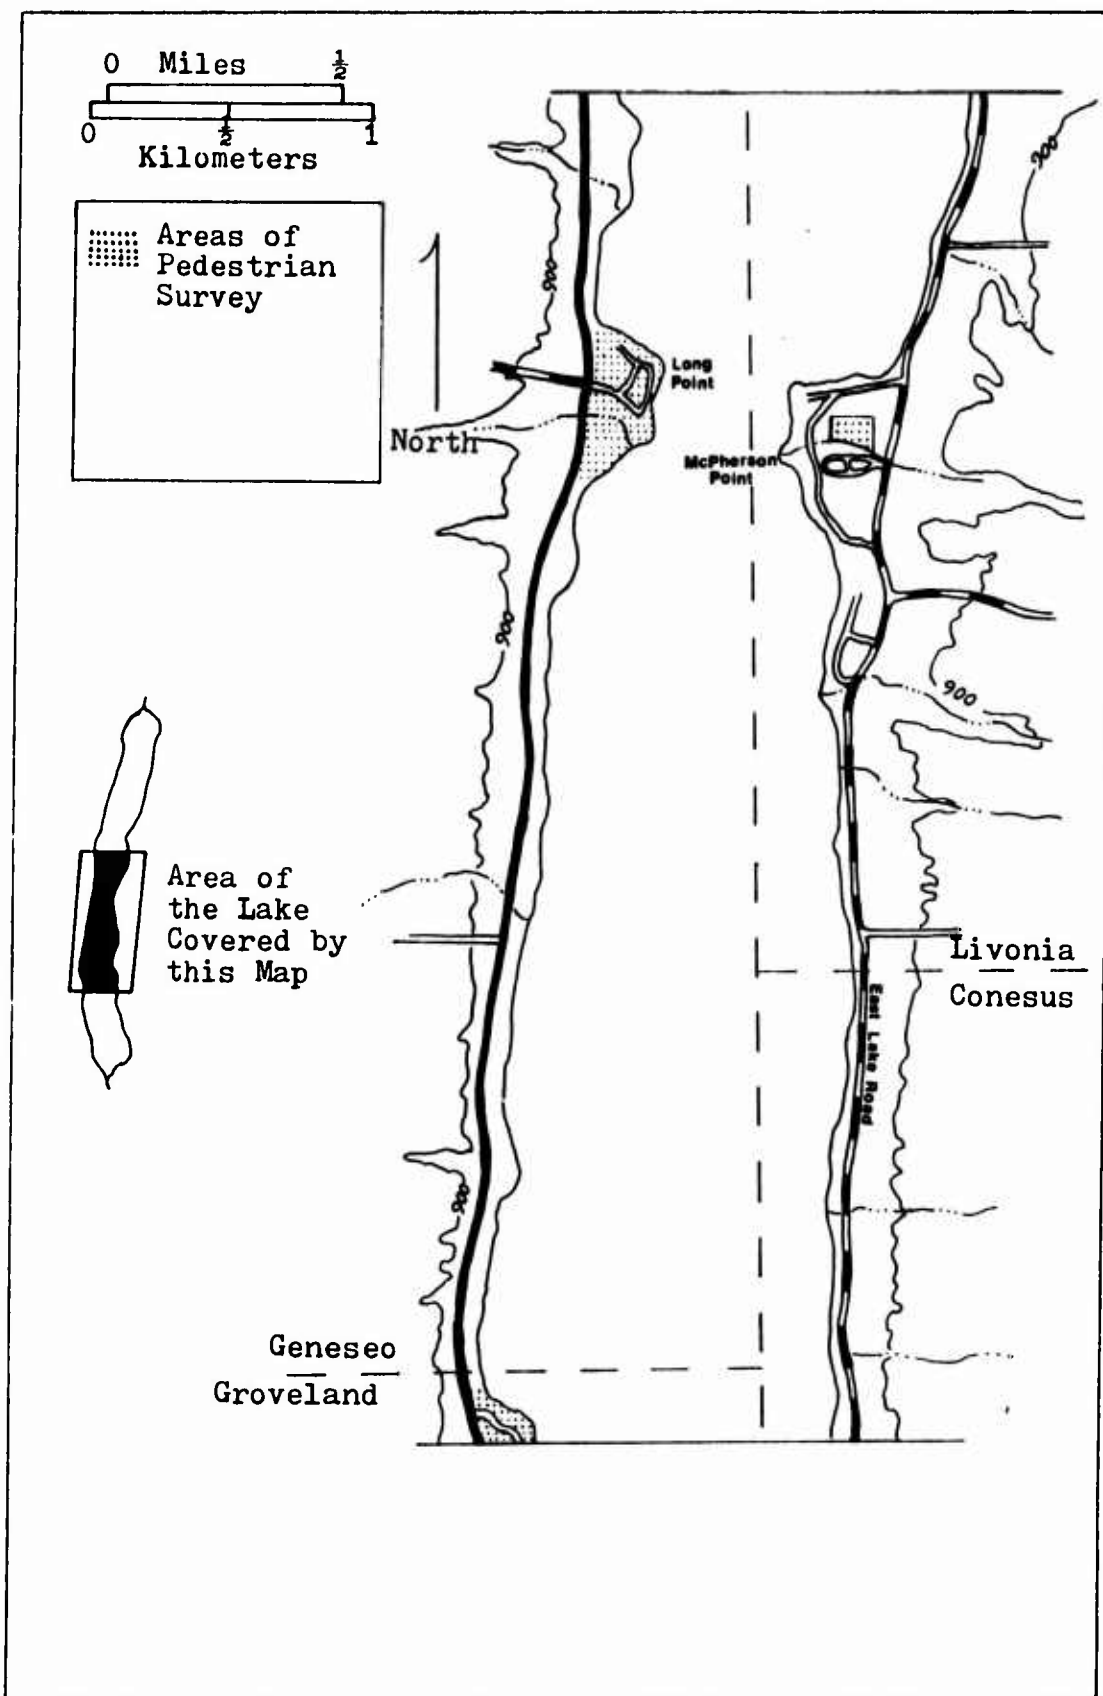 0 Miles ½
0 ½ 1
Kilometers
Areas of
Pedestrian
Survey
North
900
900
Long
Point
McPherson
Point
900
900
Area of
the Lake
Covered by
this Map
Livonia
Conesus
East Lake Road
900
Geneseo
Groveland